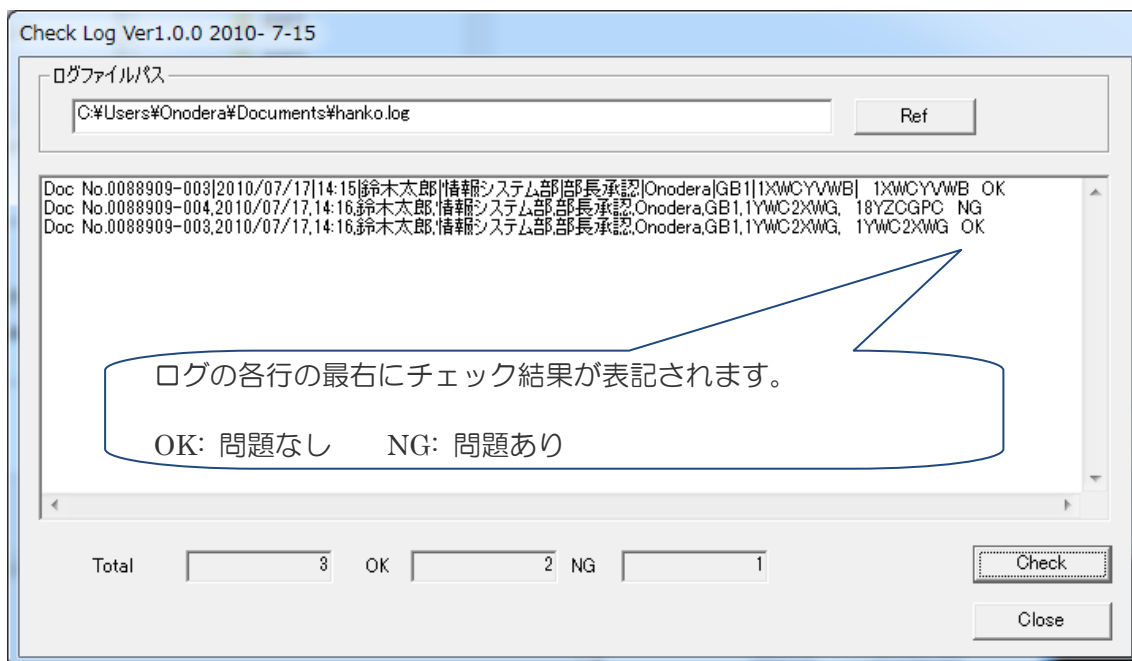 Check Log Ver1.0.0 2010- 7-15
ログファイルパス
C:¥Users¥Onodera¥Documents¥hanko.log
Ref
Doc No.0088909-003|2010/07/17|14:15|鈴木太郎|情報システム部|部長承認|Onodera|GB1|1XWCYVWB| 1XWCYVWB OK
Doc No.0088909-004,2010/07/17,14:16,鈴木太郎,情報システム部,部長承認,Onodera,GB1,1YWC2XWG, 18YZCGPC NG
Doc No.0088909-003,2010/07/17,14:16,鈴木太郎,情報システム部,部長承認,Onodera,GB1,1YWC2XWG, 1YWC2XWG OK
ログの各行の最右にチェック結果が表記されます。
OK: 問題なし NG: 問題あり
Total 3 OK 2 NG 1
Check
Close